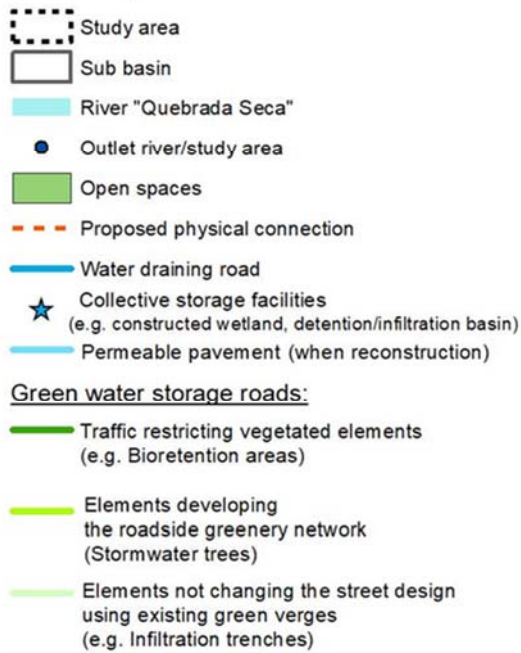 Study area
Sub basin
River "Quebrada Seca"
Outlet river/study area
Open spaces
Proposed physical connection
Water draining road
Collective storage facilities
(e.g. constructed wetland, detention/infiltration basin)
Permeable pavement (when reconstruction)
Green water storage roads:
Traffic restricting vegetated elements
(e.g. Bioretention areas)
Elements developing
the roadside greenery network
(Stormwater trees)
Elements not changing the street design
using existing green verges
(e.g. Infiltration trenches)